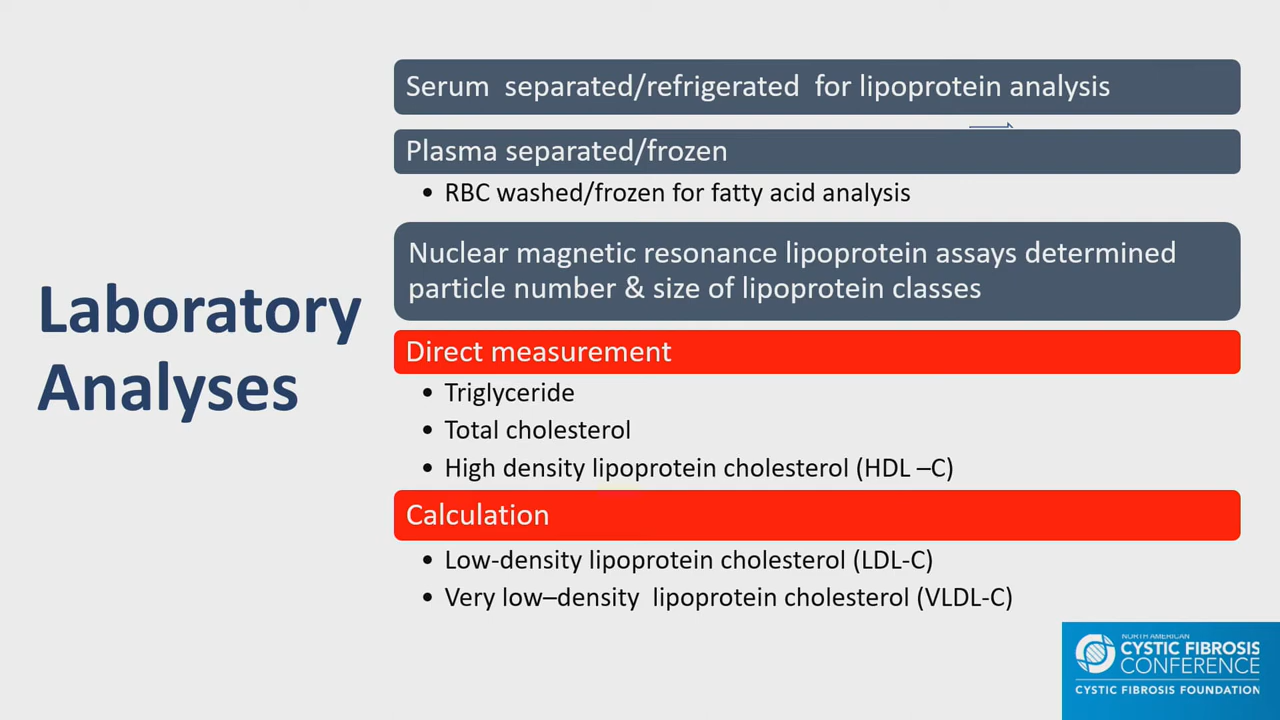 Laboratory
Analyses
Serum separated/refrigerated for lipoprotein analysis
Plasma separated/frozen
• RBC washed/frozen for fatty acid analysis
Nuclear magnetic resonance lipoprotein assays determined
particle number & size of lipoprotein classes
Direct measurement
• Triglyceride
• Total cholesterol
• High density lipoprotein cholesterol (HDL –C)
Calculation
• Low-density lipoprotein cholesterol (LDL-C)
• Very low–density lipoprotein cholesterol (VLDL-C)
NORTH AMERICAN
CYSTIC FIBROSIS
CONFERENCE
CYSTIC FIBROSIS FOUNDATION